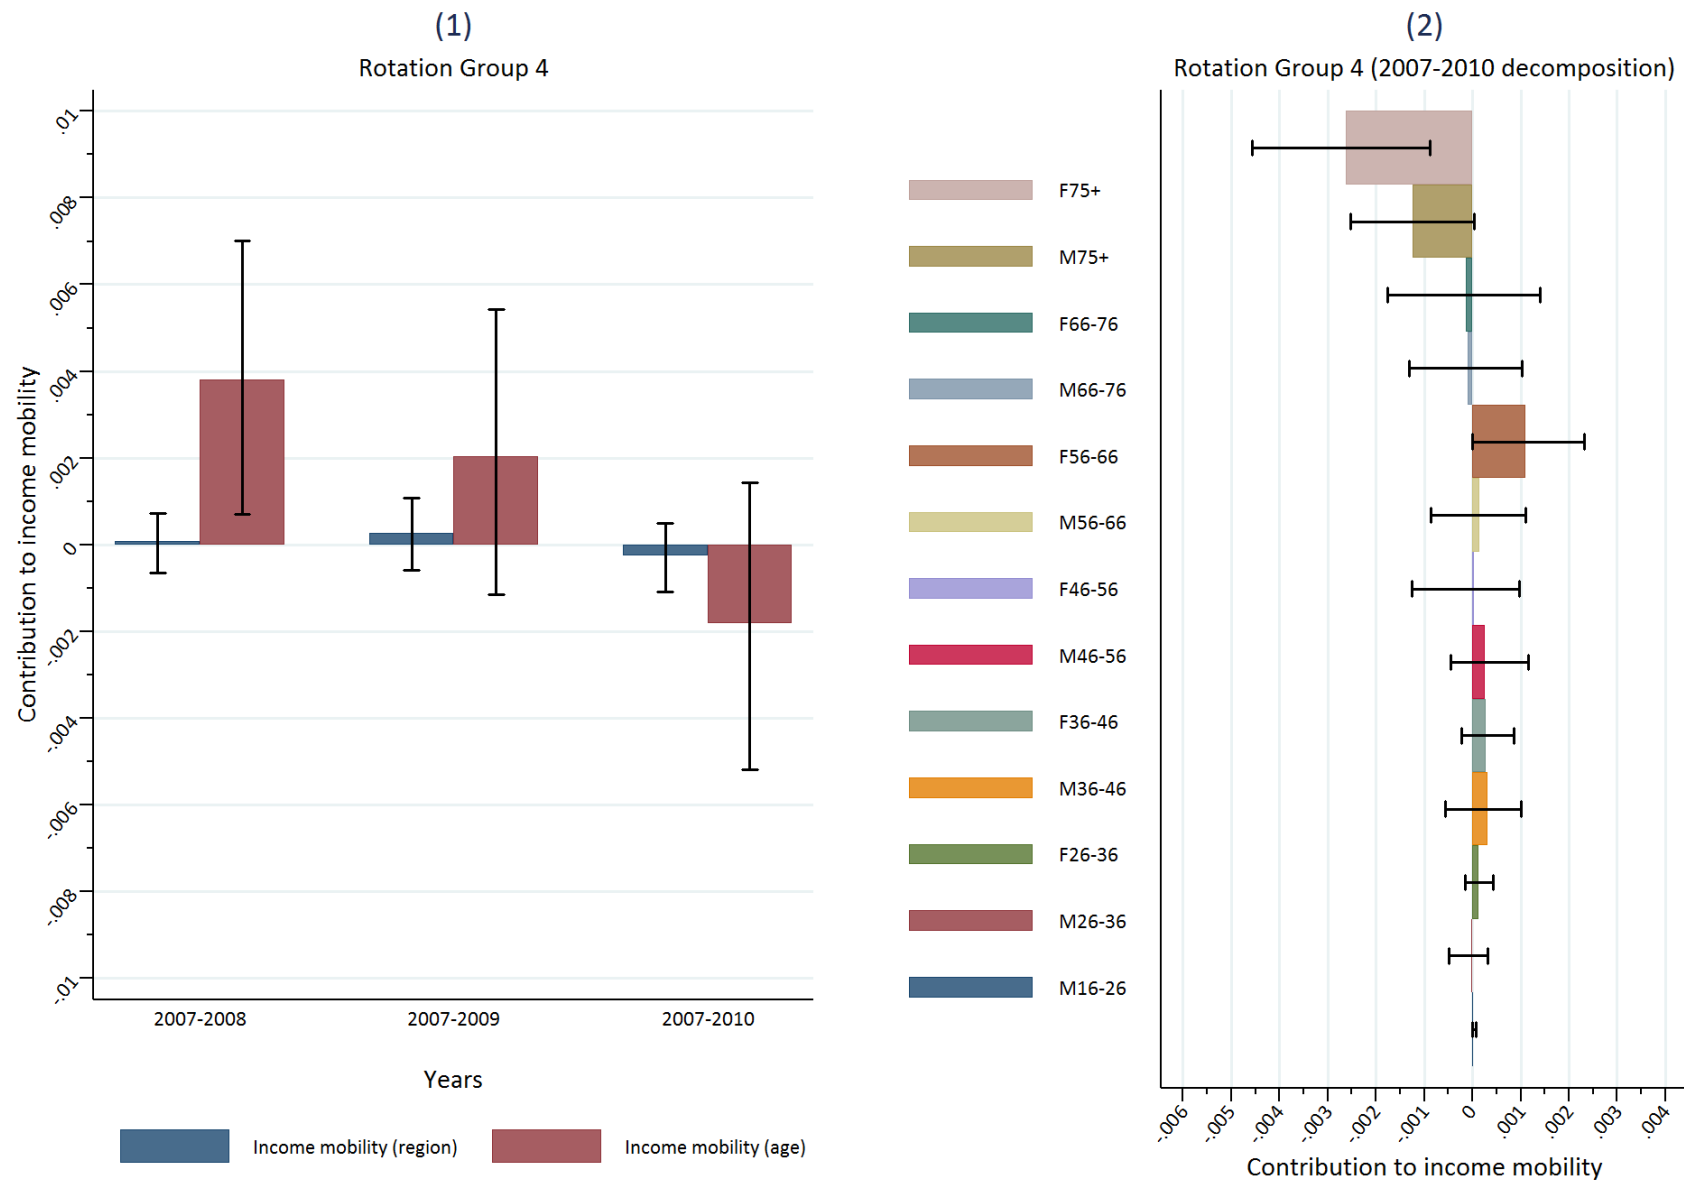 (1)
Rotation Group 4
Contribution to income mobility
.01
.008
.006
.004
.002
0
-.002
-.004
-.006
-.008
-.01
2007-2008
2007-2009
2007-2010
Years
Income mobility (region)
Income mobility (age)
(2)
Rotation Group 4 (2007-2010 decomposition)
F75+
M75+
F66-76
M66-76
F56-66
M56-66
F46-56
M46-56
F36-46
M36-46
F26-36
M26-36
M16-26
-.006
-.005
-.004
-.003
-.002
-.001
0
.001
.002
.003
.004
Contribution to income mobility